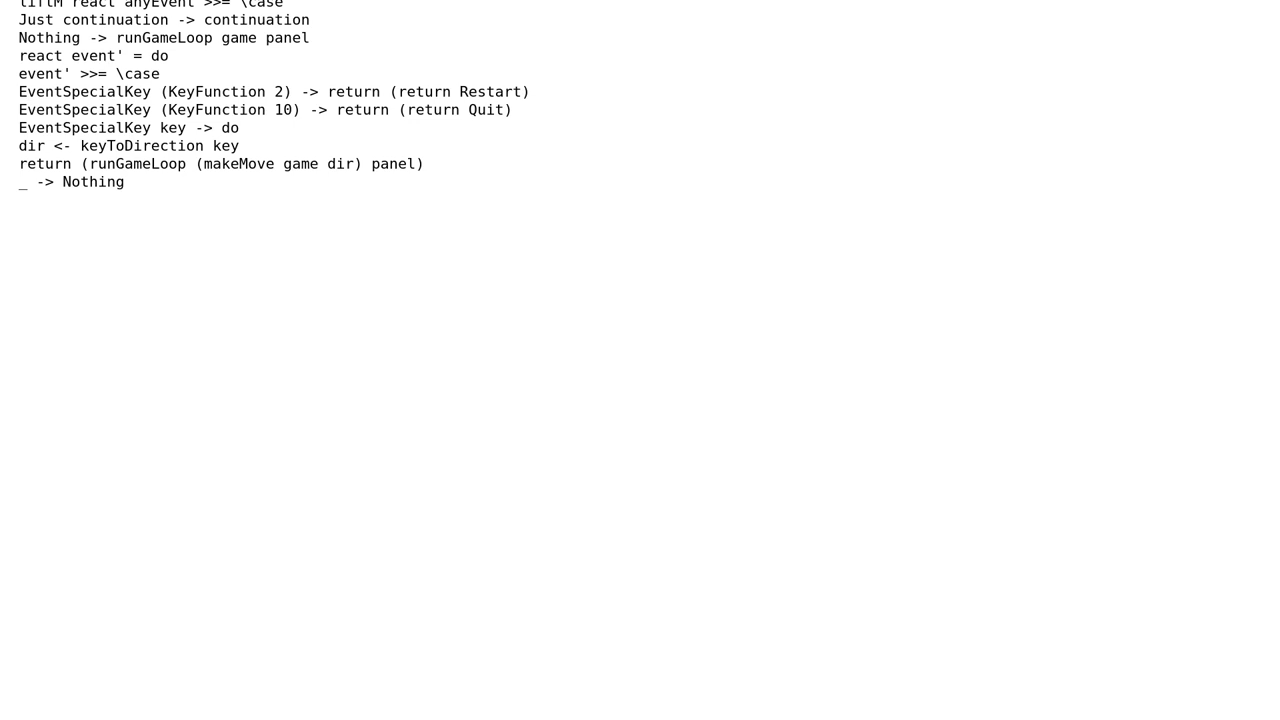 liftM react anyEvent >>= \case
Just continuation -> continuation
Nothing -> runGameLoop game panel
react event' = do
event' >>= \case
EventSpecialKey (KeyFunction 2) -> return (return Restart)
EventSpecialKey (KeyFunction 10) -> return (return Quit)
EventSpecialKey key -> do
dir <- keyToDirection key
return (runGameLoop (makeMove game dir) panel)
_ -> Nothing